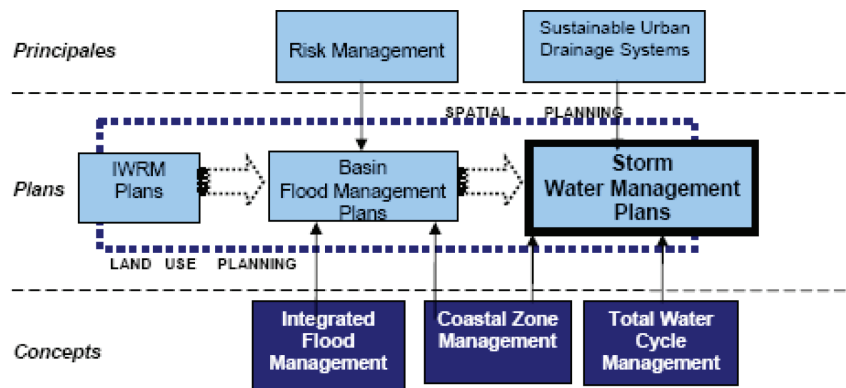 Principales
Risk Management
Sustainable Urban
Drainage Systems
SPATIAL PLANNING
Plans
IWRM
Plans
Basin
Flood Management
Plans
Storm
Water Management
Plans
LAND USE PLANNING
Concepts
Integrated
Flood
Management
Coastal Zone
Management
Total Water
Cycle
Management